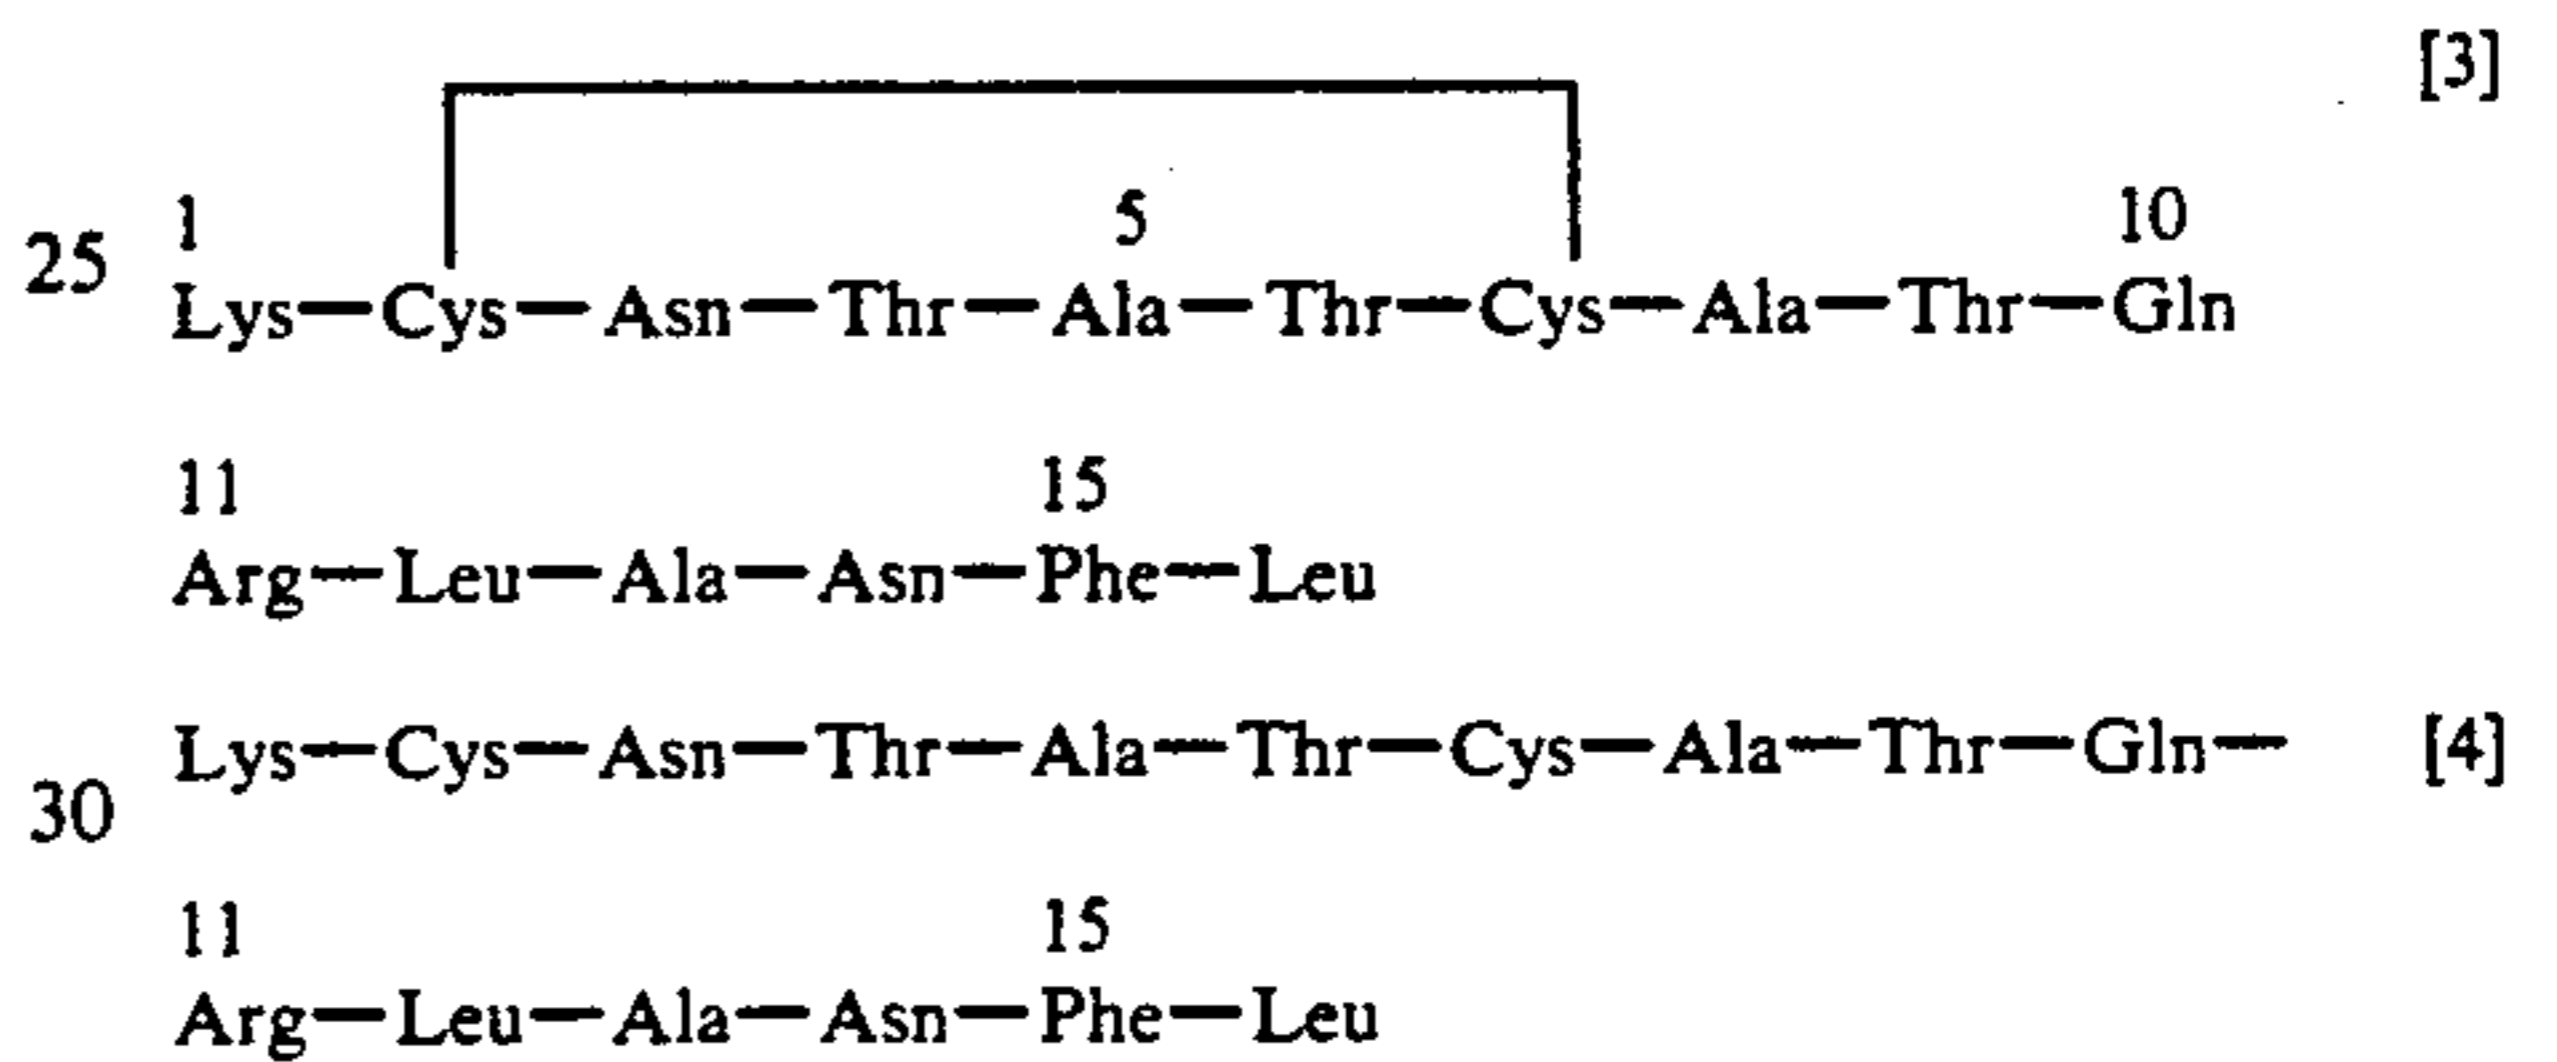 [3]
1 5 10
25
Lys—Cys—Asn—Thr—Ala—Thr—Cys—Ala—Thr—Gln
11 15
Arg—Leu—Ala—Asn—Phe—Leu
Lys—Cys—Asn—Thr—Ala—Thr—Cys—Ala—Thr—Gln— [4]
30
11 15
Arg—Leu—Ala—Asn—Phe—Leu